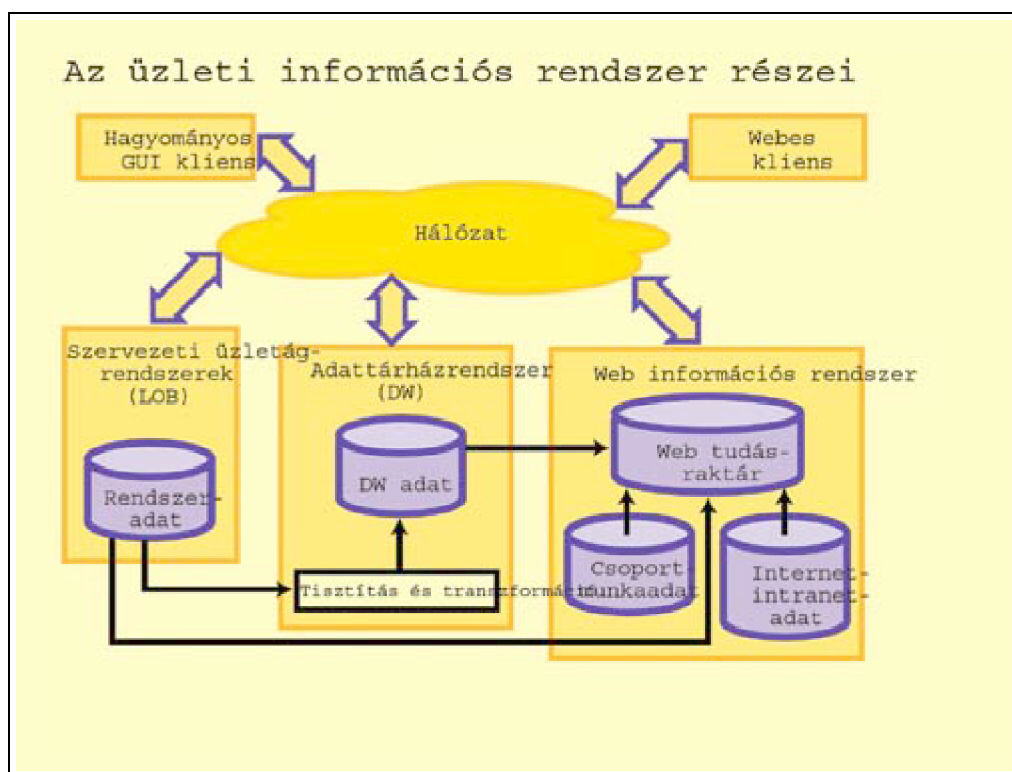 Az üzleti információs rendszer részei
Hagyományos
GUI kliens
Webes
kliens
Hálózat
Szervezeti üzletág-
rendszerek
(LOB)
Adattárházrendszer
(DW)
Web információs rendszer
Rendszer-
adat
DW adat
Web tudás-
raktár
Tisztítás és transzformáció
Csoport-
munkaadat
Internet-
intranet-
adat